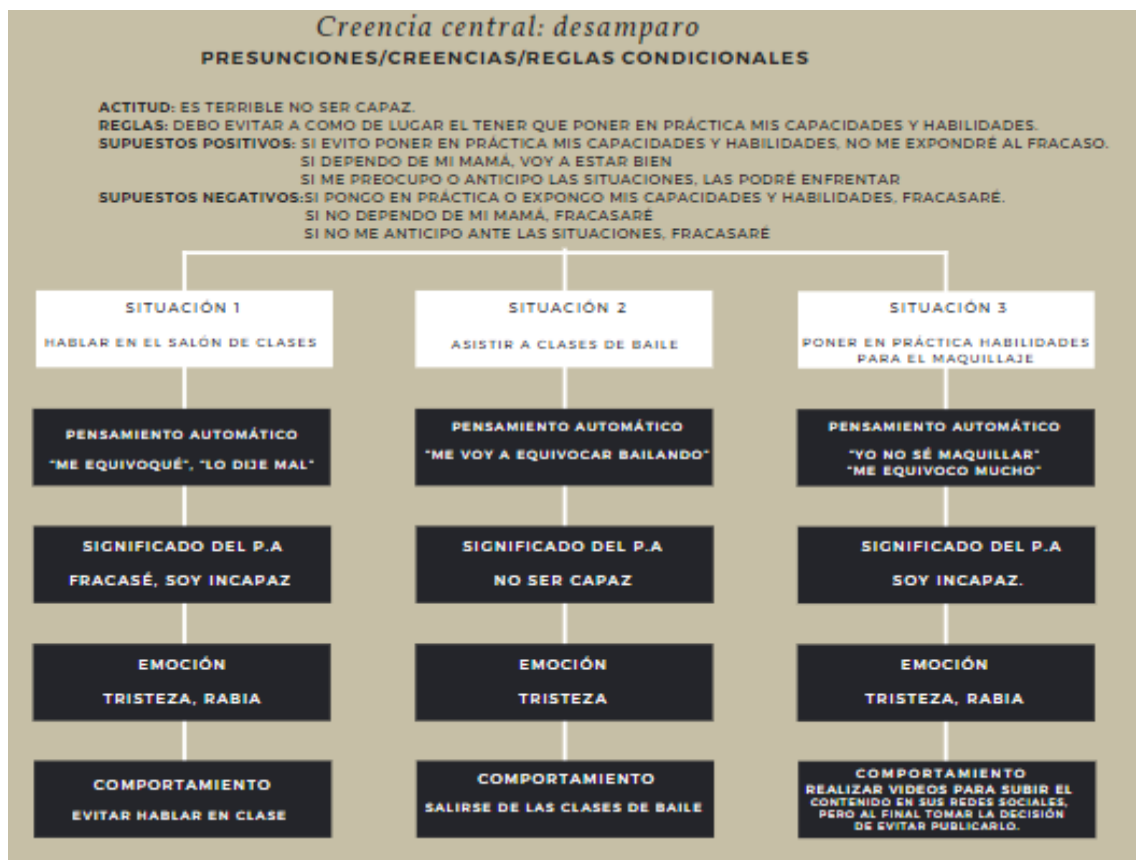 Creencia central: desamparo
PRESUNCIONES/CREENCIAS/REGLAS CONDICIONALES
ACTITUD: ES TERRIBLE NO SER CAPAZ.
REGLAS: DEBO EVITAR A COMO DE LUGAR EL TENER QUE PONER EN PRÁCTICA MIS CAPACIDADES Y HABILIDADES.
SUPUESTOS POSITIVOS: SI EVITO PONER EN PRÁCTICA MIS CAPACIDADES Y HABILIDADES, NO ME EXPONDRÉ AL FRACASO.
SI DEPENDO DE MI MAMÁ, VOY A ESTAR BIEN
SI ME PREOCUPO O ANTICIPO LAS SITUACIONES, LAS PODRÉ ENFRENTAR
SUPUESTOS NEGATIVOS:SI PONGO EN PRÁCTICA O EXPONGO MIS CAPACIDADES Y HABILIDADES, FRACASARÉ.
SI NO DEPENDO DE MI MAMÁ, FRACASARÉ
SI NO ME ANTICIPO ANTE LAS SITUACIONES, FRACASARÉ
SITUACIÓN 1
HABLAR EN EL SALÓN DE CLASES
PENSAMIENTO AUTOMÁTICO
"ME EQUIVOQUÉ", "LO DIJE MAL"
SIGNIFICADO DEL P.A
FRACASÉ, SOY INCAPAZ
EMOCIÓN
TRISTEZA, RABIA
COMPORTAMIENTO
EVITAR HABLAR EN CLASE
SITUACIÓN 2
ASISTIR A CLASES DE BAILE
PENSAMIENTO AUTOMÁTICO
"ME VOY A EQUIVOCAR BAILANDO"
SIGNIFICADO DEL P.A
NO SER CAPAZ
EMOCIÓN
TRISTEZA
COMPORTAMIENTO
SALIRSE DE LAS CLASES DE BAILE
SITUACIÓN 3
PONER EN PRÁCTICA HABILIDADES
PARA EL MAQUILLAJE
PENSAMIENTO AUTOMÁTICO
"YO NO SÉ MAQUILLAR"
"ME EQUIVOCO MUCHO"
SIGNIFICADO DEL P.A
SOY INCAPAZ.
EMOCIÓN
TRISTEZA, RABIA
COMPORTAMIENTO
REALIZAR VIDEOS PARA SUBIR EL
CONTENIDO EN SUS REDES SOCIALES,
PERO AL FINAL TOMAR LA DECISIÓN
DE EVITAR PUBLICARLO.